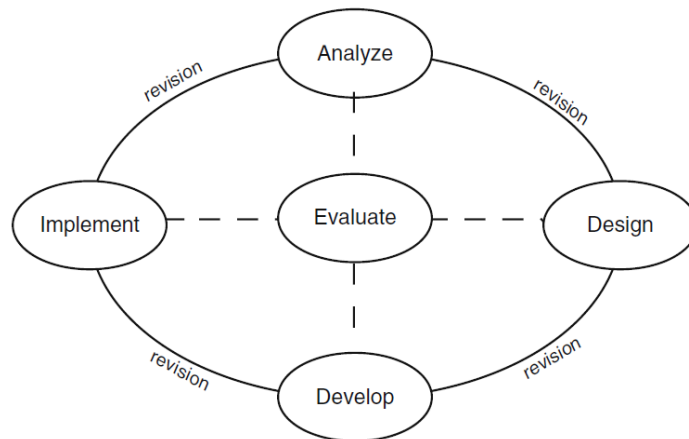 Analyze
revision
revision
Implement
Evaluate
Design
revision
revision
Develop